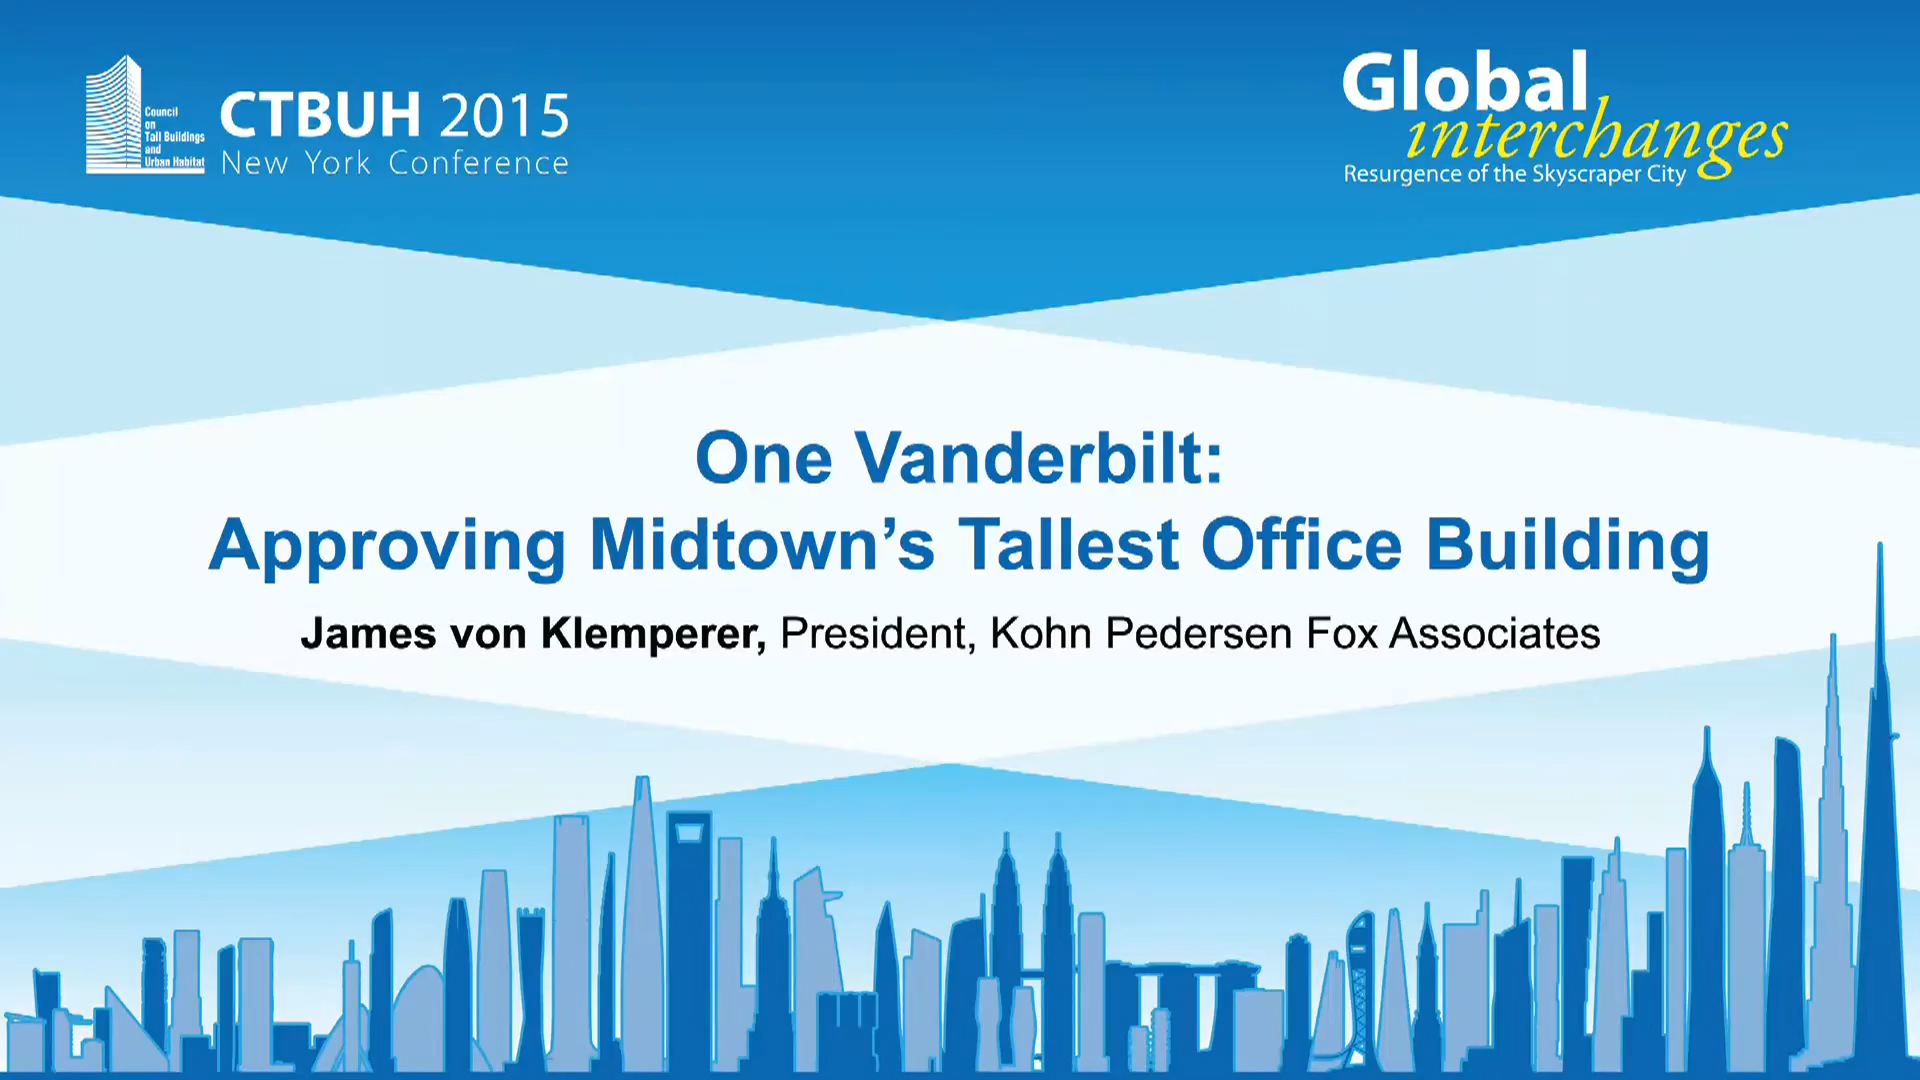 Council
on
Tall Buildings
and
Urban Habitat
CTBUH 2015
New York Conference
Global
interchanges
Resurgence of the Skyscraper City
One Vanderbilt:
Approving Midtown’s Tallest Office Building
James von Klemperer, President, Kohn Pedersen Fox Associates